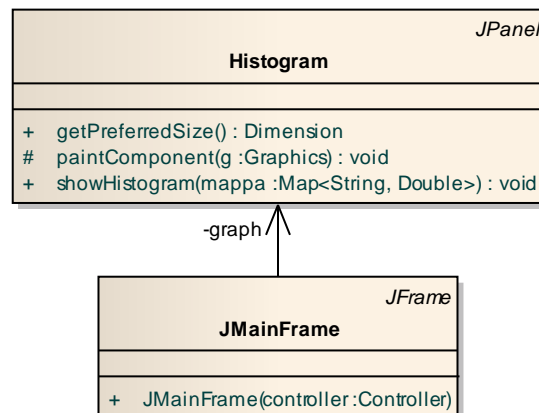 JPanel
Histogram
+ getPreferredSize() : Dimension
# paintComponent(g :Graphics) : void
+ showHistogram(mappa :Map<String, Double>) : void
-graph
JFrame
JMainFrame
+ JMainFrame(controller :Controller)